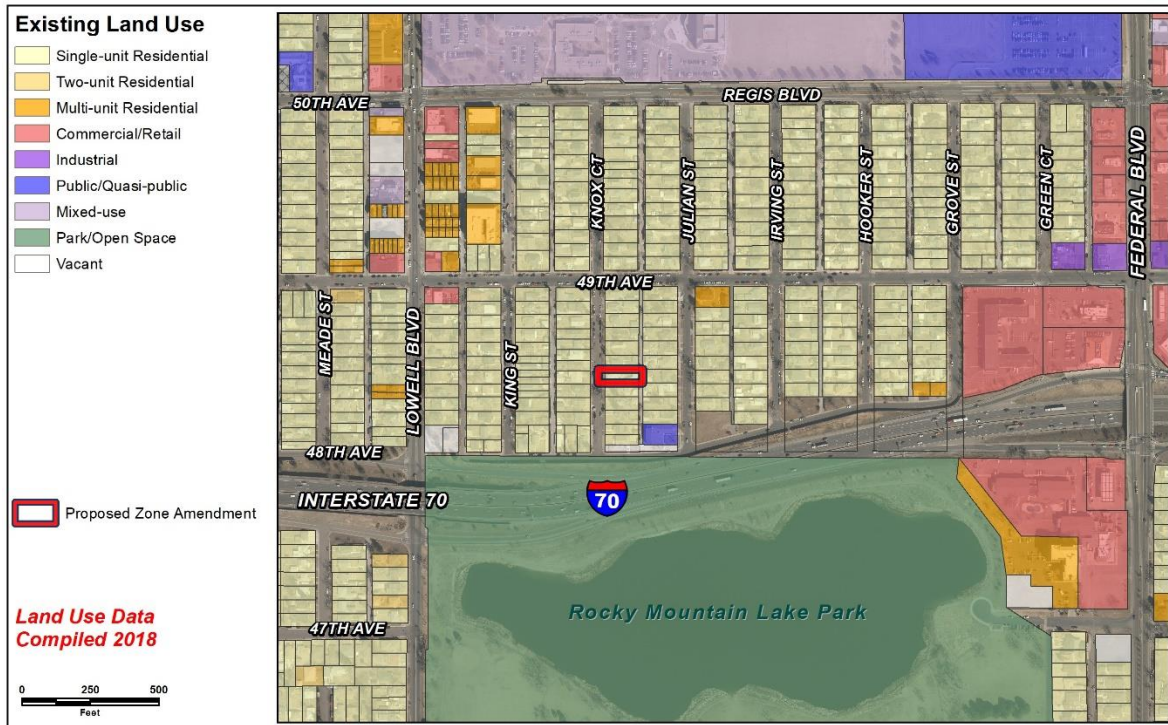 Existing Land Use
Single-unit Residential
Two-unit Residential
Multi-unit Residential
Commercial/Retail
Industrial
Public/Quasi-public
Mixed-use
Park/Open Space
Vacant
Proposed Zone Amendment
Land Use Data
Compiled 2018
0 250 500
Feet
50TH AVE
REGIS BLVD
KNOX CT
JULIAN ST
IRVING ST
HOOKER ST
GROVE ST
GREEN CT
FEDERAL BLVD
49TH AVE
MEADE ST
LOWELL BLVD
KING ST
48TH AVE
INTERSTATE 70
70
Rocky Mountain Lake Park
47TH AVE